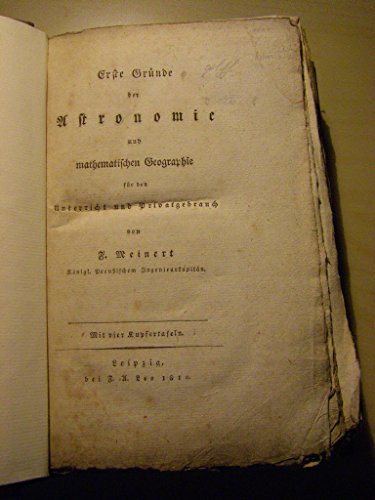 Erste Gründe
der
Astronomie
und
mathematischen Geographie
für den
Unterricht und Privatgebrauch
von
F. Meinert
Königl. Preußischem Ingenieurkapitän.
Mit vier Kupfertafeln.
Leipzig,
bei F. A. Leo